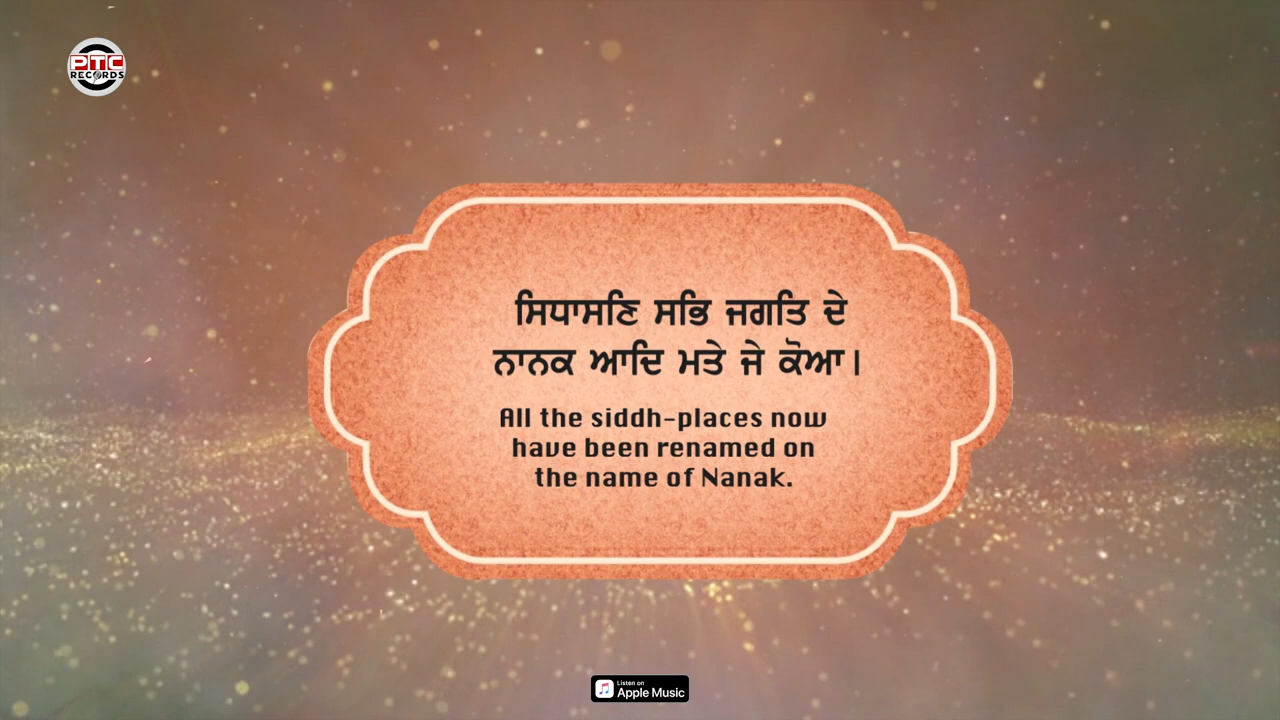 PTC
RECORDS
ਸਿਧਾਸਣਿ ਸਭਿ ਜਗਤਿ ਦੇ
ਨਾਨਕ ਆਦਿ ਮਤੇ ਜੇ ਕੋਆ।
All the siddh-places now
have been renamed on
the name of Nanak.
Listen on
Apple Music